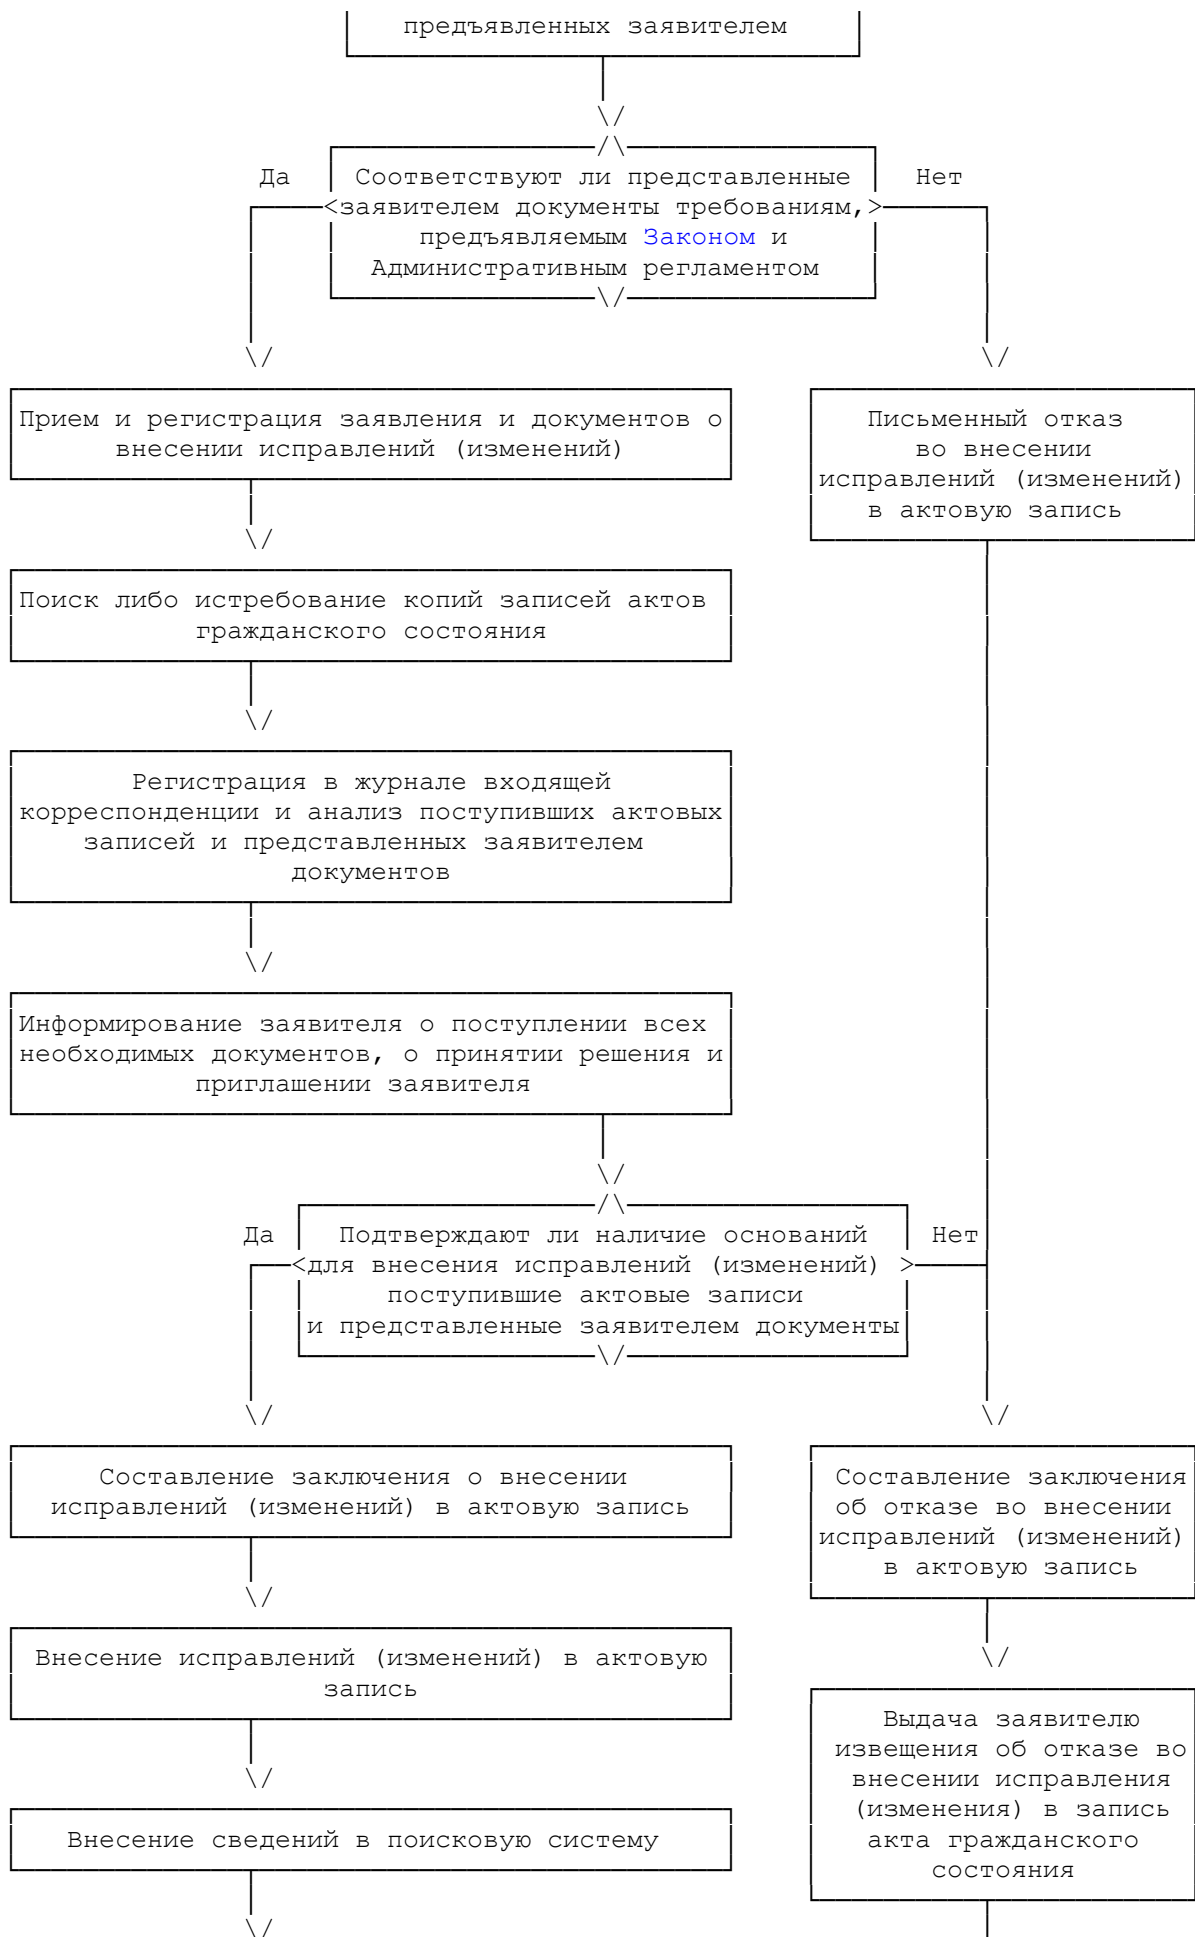 предъявленных заявителем
Да
Соответствуют ли представленные
заявителем документы требованиям,
предъявляемым Законом и
Административным регламентом
Нет
Прием и регистрация заявления и документов о
внесении исправлений (изменений)
Письменный отказ
во внесении
исправлений (изменений)
в актовую запись
Поиск либо истребование копий записей актов
гражданского состояния
Регистрация в журнале входящей
корреспонденции и анализ поступивших актовых
записей и представленных заявителем
документов
Информирование заявителя о поступлении всех
необходимых документов, о принятии решения и
приглашении заявителя
Да
Подтверждают ли наличие оснований
для внесения исправлений (изменений)
поступившие актовые записи
и представленные заявителем документы
Нет
Составление заключения о внесении
исправлений (изменений) в актовую запись
Составление заключения
об отказе во внесении
исправлений (изменений)
в актовую запись
Внесение исправлений (изменений) в актовую
запись
Выдача заявителю
извещения об отказе во
внесении исправления
(изменения) в запись
акта гражданского
состояния
Внесение сведений в поисковую систему